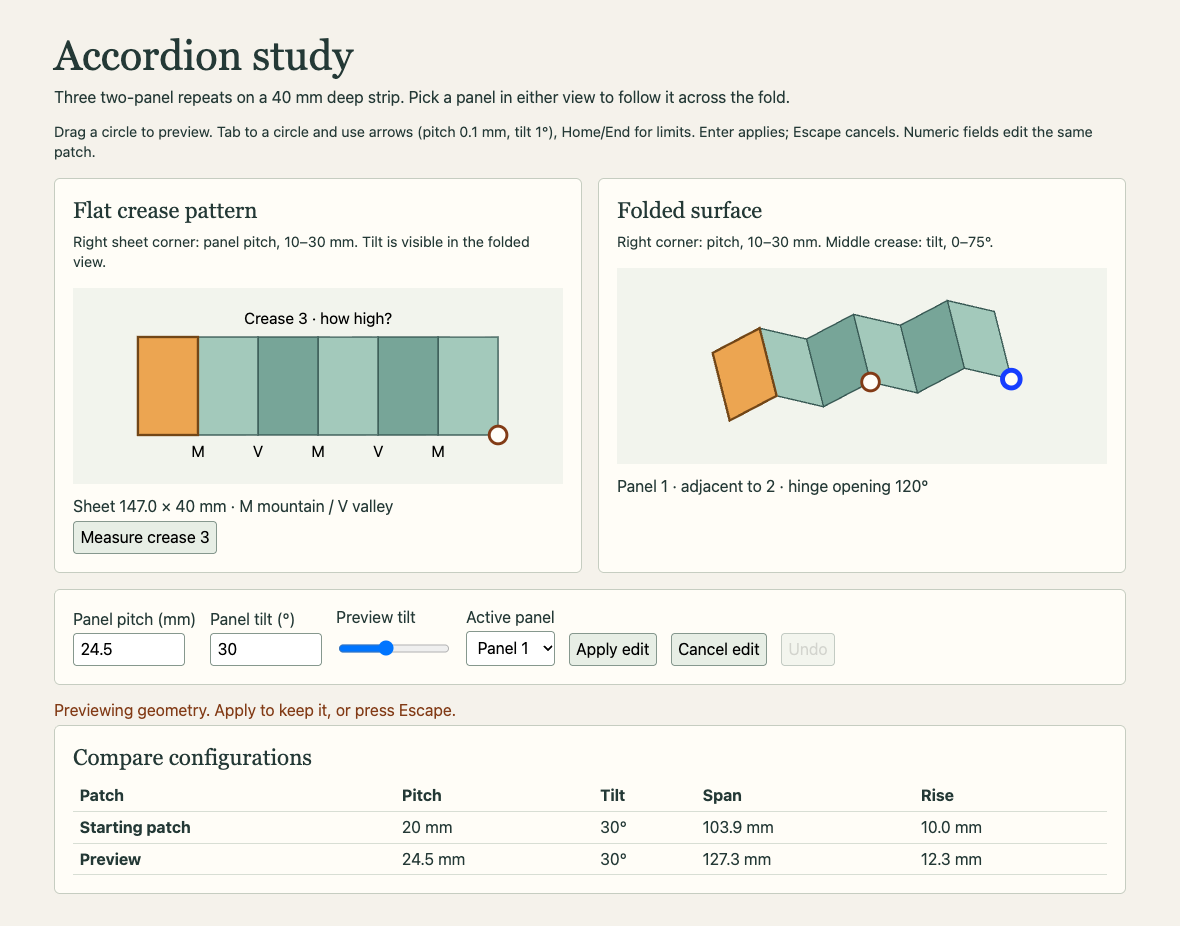 Accordion study
Three two-panel repeats on a 40 mm deep strip. Pick a panel in either view to follow it across the fold.
Drag a circle to preview. Tab to a circle and use arrows (pitch 0.1 mm, tilt 1°), Home/End for limits. Enter applies; Escape cancels. Numeric fields edit the same
patch.
Flat crease pattern
Right sheet corner: panel pitch, 10–30 mm. Tilt is visible in the folded
view.
Crease 3 · how high?
M V M V M
Sheet 147.0 × 40 mm · M mountain / V valley
Measure crease 3
Folded surface
Right corner: pitch, 10–30 mm. Middle crease: tilt, 0–75°.
Panel 1 · adjacent to 2 · hinge opening 120°
Panel pitch (mm) Panel tilt (°) Preview tilt Active panel
24.5 30 Panel 1 Apply edit Cancel edit Undo
Previewing geometry. Apply to keep it, or press Escape.
Compare configurations
Patch Pitch Tilt Span Rise
Starting patch 20 mm 30° 103.9 mm 10.0 mm
Preview 24.5 mm 30° 127.3 mm 12.3 mm